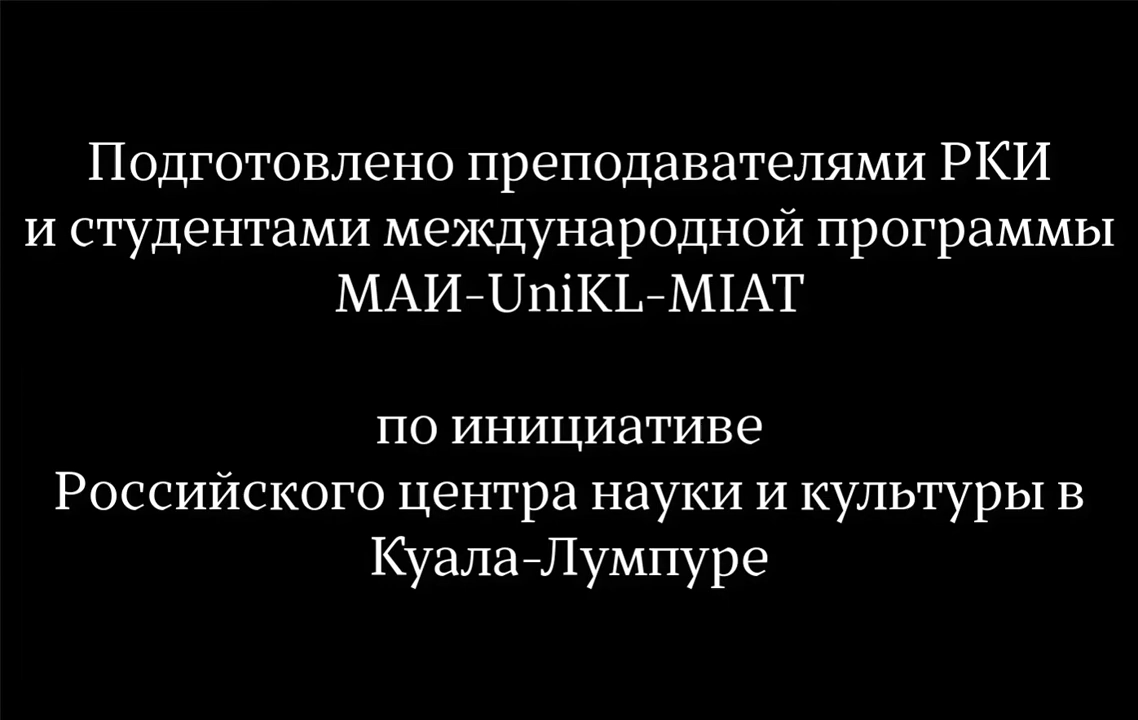 Подготовлено преподавателями РКИ
и студентами международной программы
МАИ-UniKL-MIAT
по инициативе
Российского центра науки и культуры в
Куала-Лумпуре